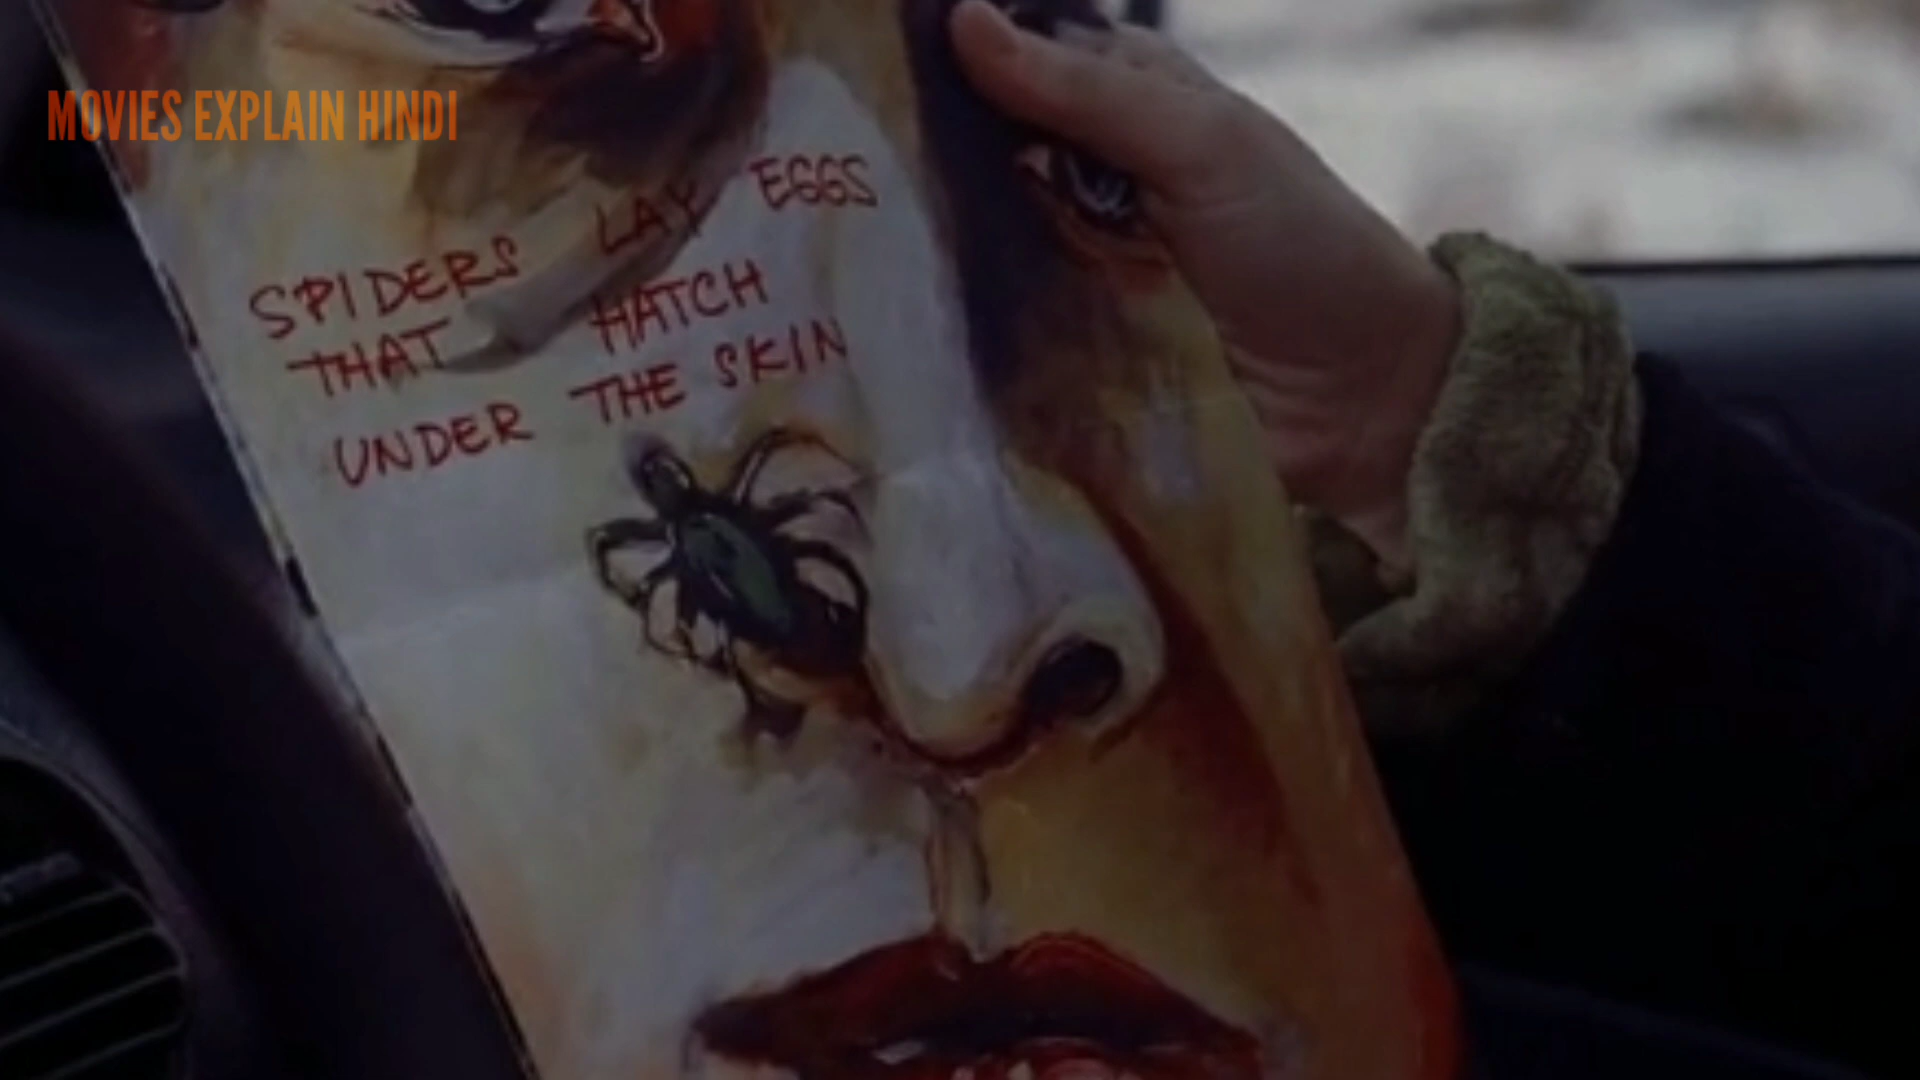 MOVIES EXPLAIN HINDI
SPIDERS LAY EGGS
THAT HATCH
UNDER THE SKIN